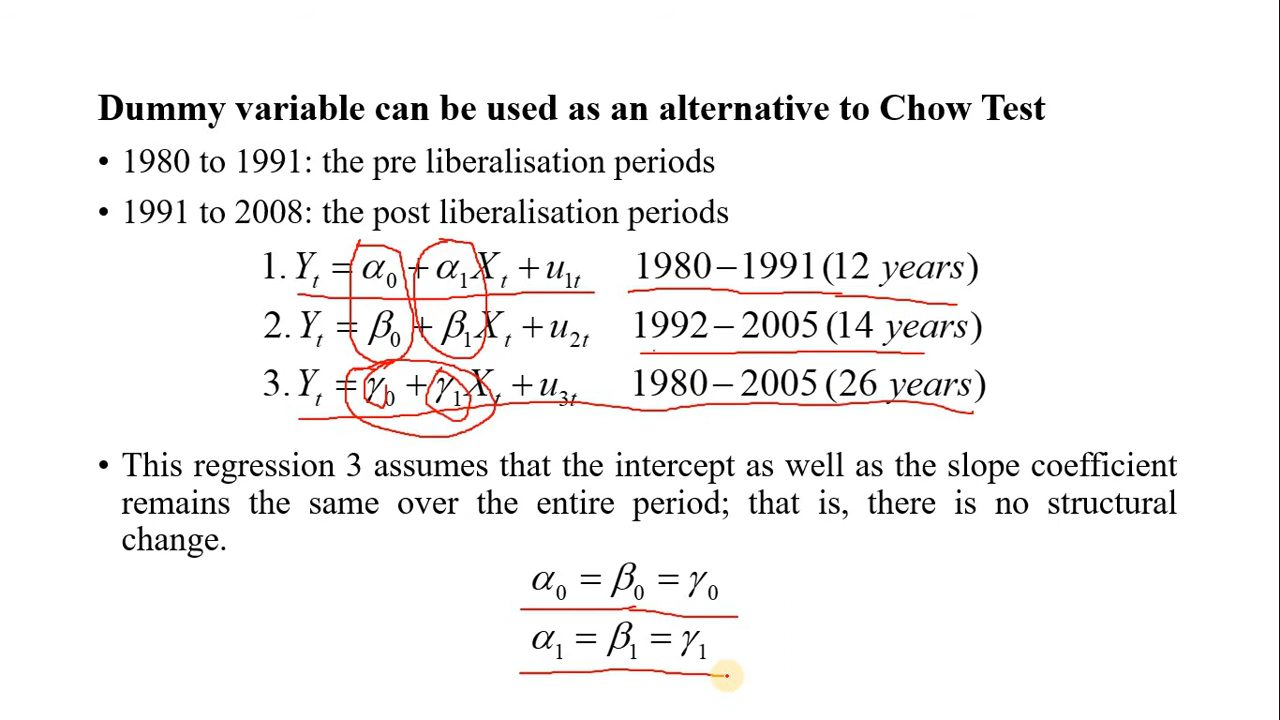 Dummy variable can be used as an alternative to Chow Test
• 1980 to 1991: the pre liberalisation periods
• 1991 to 2008: the post liberalisation periods
1. Yₜ = α₀ + α₁Xₜ + u₁ₜ 1980 − 1991 (12 years)
2. Yₜ = β₀ + β₁Xₜ + u₂ₜ 1992 − 2005 (14 years)
3. Yₜ = γ₀ + γ₁Xₜ + u₃ₜ 1980 − 2005 (26 years)
• This regression 3 assumes that the intercept as well as the slope coefficient
remains the same over the entire period; that is, there is no structural
change.
α₀ = β₀ = γ₀
α₁ = β₁ = γ₁